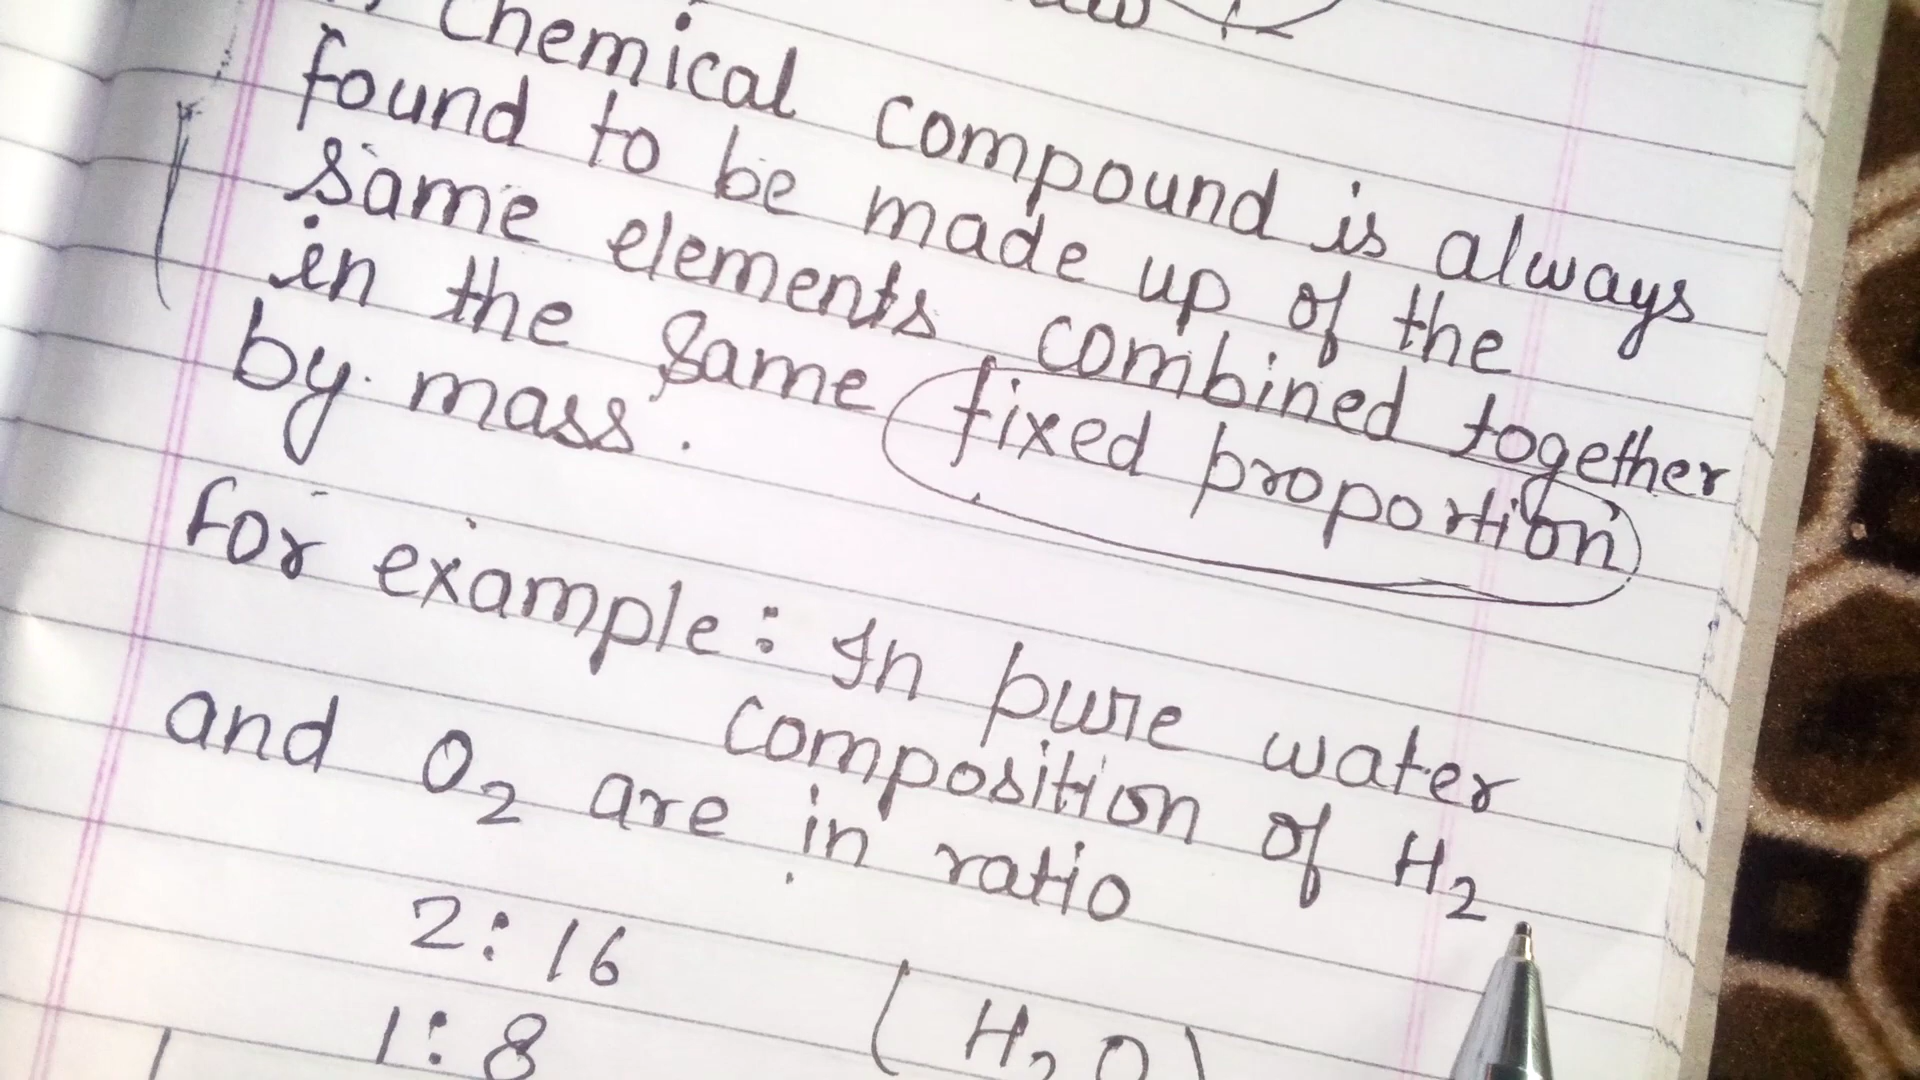 Chemical compound is always
found to be made up of the
same elements combined together
in the same fixed proportion
by mass.
For example: In pure water
composition of H2
and O2 are in ratio
2:16
1:8 (H2O)